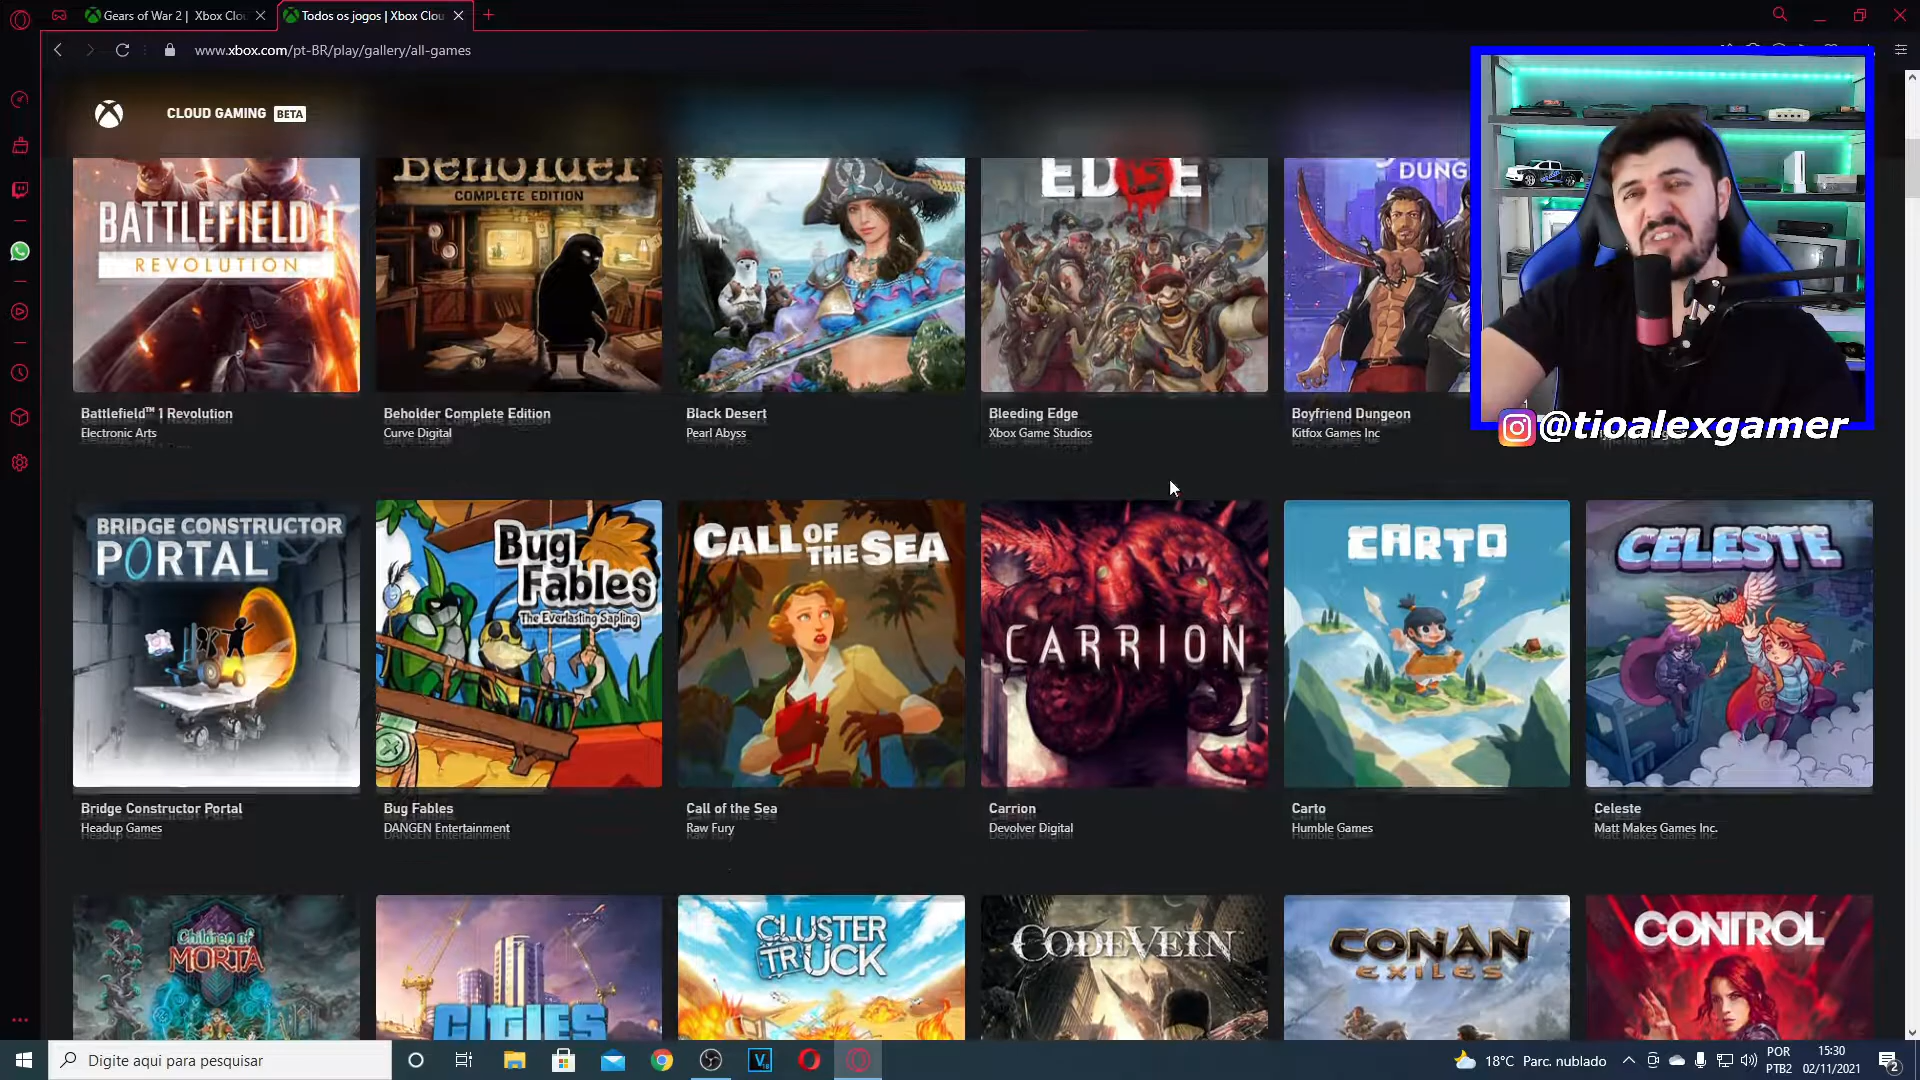 Gears of War 2 | Xbox Clou
Todos os jogos | Xbox Clou
www.xbox.com/pt-BR/play/gallery/all-games
CLOUD GAMING BETA
BATTLEFIELD 1
REVOLUTION
Beholder
COMPLETE EDITION
EDGE
DUNG
Battlefield™ 1 Revolution
Electronic Arts
Beholder Complete Edition
Curve Digital
Black Desert
Pearl Abyss
Bleeding Edge
Xbox Game Studios
Boyfriend Dungeon
Kitfox Games Inc
@tioalexgamer
BRIDGE CONSTRUCTOR
PORTAL™
Bug
Fables
The Everlasting Sapling
CALL OF THE SEA
CARRION
CARTO
CELESTE
Bridge Constructor Portal
Headup Games
Bug Fables
DANGEN Entertainment
Call of the Sea
Raw Fury
Carrion
Devolver Digital
Carto
Humble Games
Celeste
Matt Makes Games Inc.
Children of
MORTA
CITIES
CLUSTER
TRUCK
CODE VEIN
CONAN
EXILES
CONTROL
Digite aqui para pesquisar
18°C Parc. nublado
POR
PTB2
15:30
02/11/2021
2